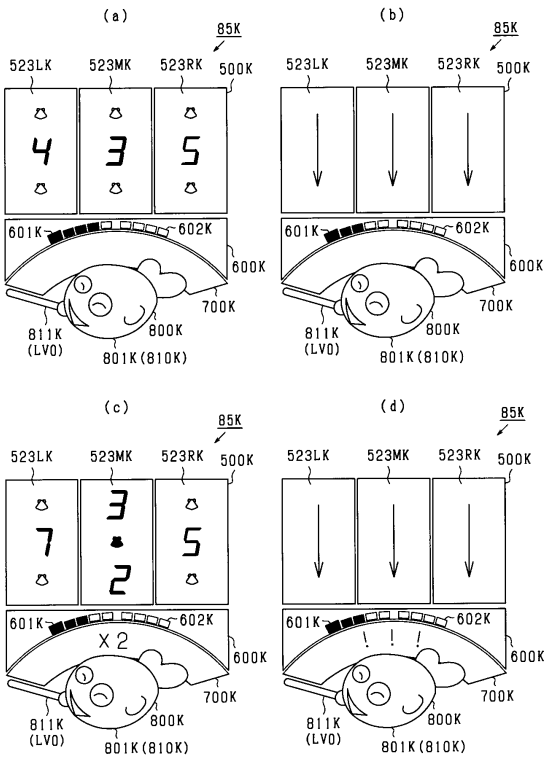 (a)
85K
523LK 523MK 523RK 500K
4 3 5
601K 602K
600K
700K
811K
(LV0)
800K
801K(810K)
(b)
85K
523LK 523MK 523RK 500K
601K 602K
600K
700K
811K
(LV0)
800K
801K(810K)
(c)
85K
523LK 523MK 523RK 500K
3
7 5
2
601K 602K
X2
600K
700K
811K
(LV0)
800K
801K(810K)
(d)
85K
523LK 523MK 523RK 500K
601K 602K
! ! !
600K
700K
811K
(LV0)
800K
801K(810K)